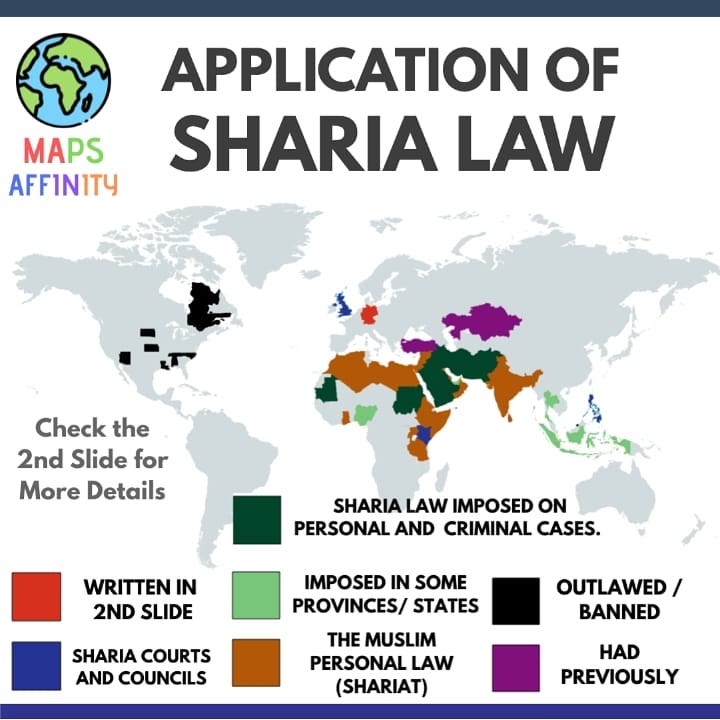 MAPS
AFFINITY
APPLICATION OF
SHARIA LAW
Check the
2nd Slide for
More Details
SHARIA LAW IMPOSED ON
PERSONAL AND CRIMINAL CASES.
WRITTEN IN
2ND SLIDE
IMPOSED IN SOME
PROVINCES/ STATES
OUTLAWED /
BANNED
SHARIA COURTS
AND COUNCILS
THE MUSLIM
PERSONAL LAW
(SHARIAT)
HAD
PREVIOUSLY